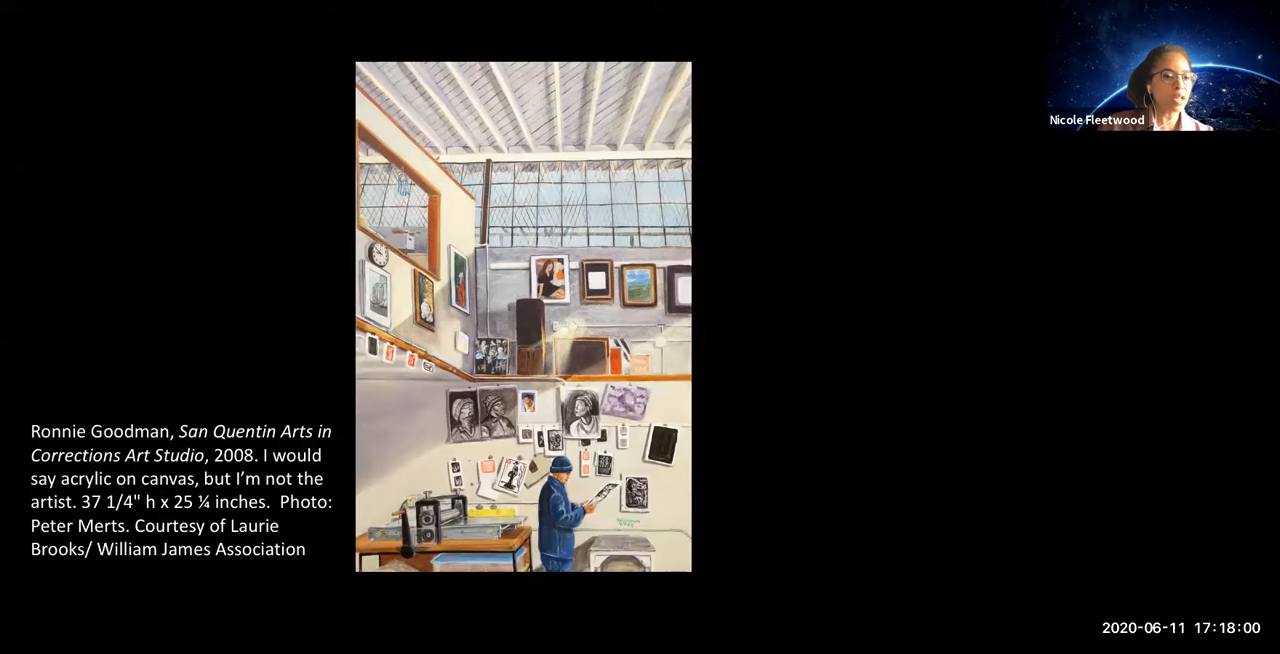 Nicole Fleetwood
Ronnie Goodman, San Quentin Arts in
Corrections Art Studio, 2008. I would
say acrylic on canvas, but I’m not the
artist. 37 1/4" h x 25 ¼ inches.  Photo:
Peter Merts. Courtesy of Laurie
Brooks/ William James Association
2020-06-11 17:18:00